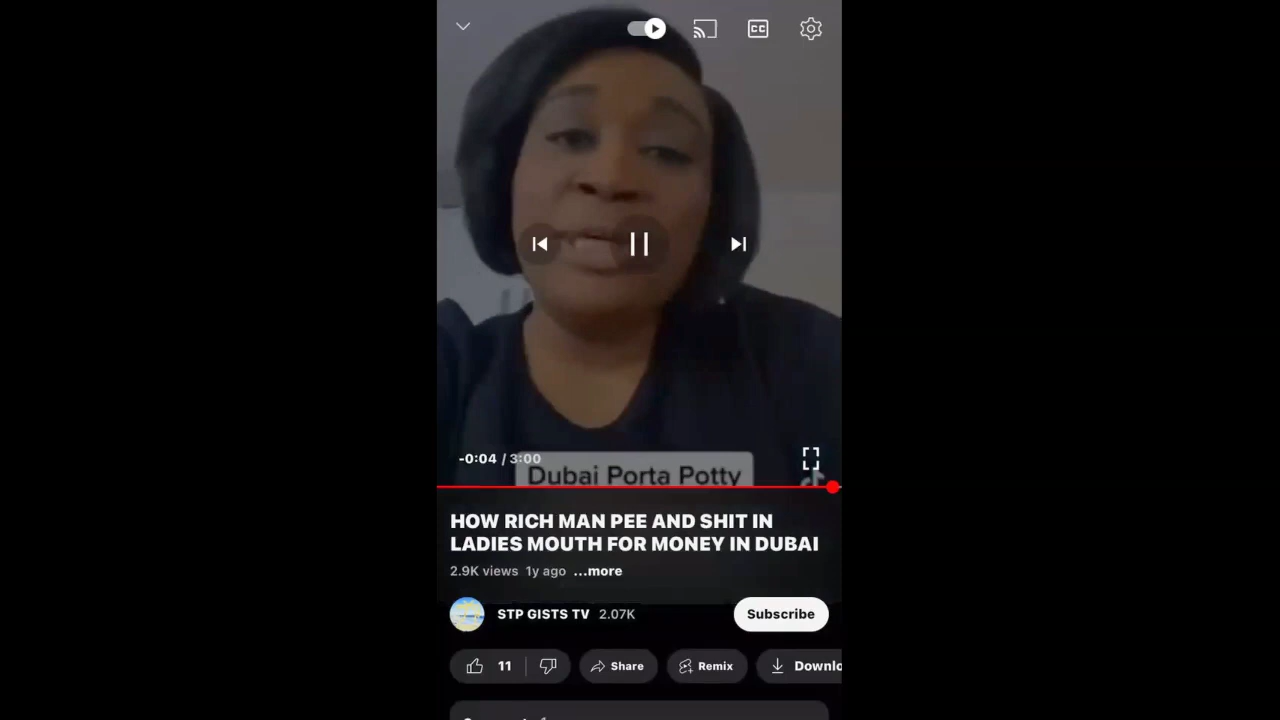 CC
-0:04 / 3:00
Dubai Porta Potty
HOW RICH MAN PEE AND SHIT IN
LADIES MOUTH FOR MONEY IN DUBAI
2.9K views 1y ago ...more
STP GISTS TV 2.07K
Subscribe
11
Share
Remix
Downlo